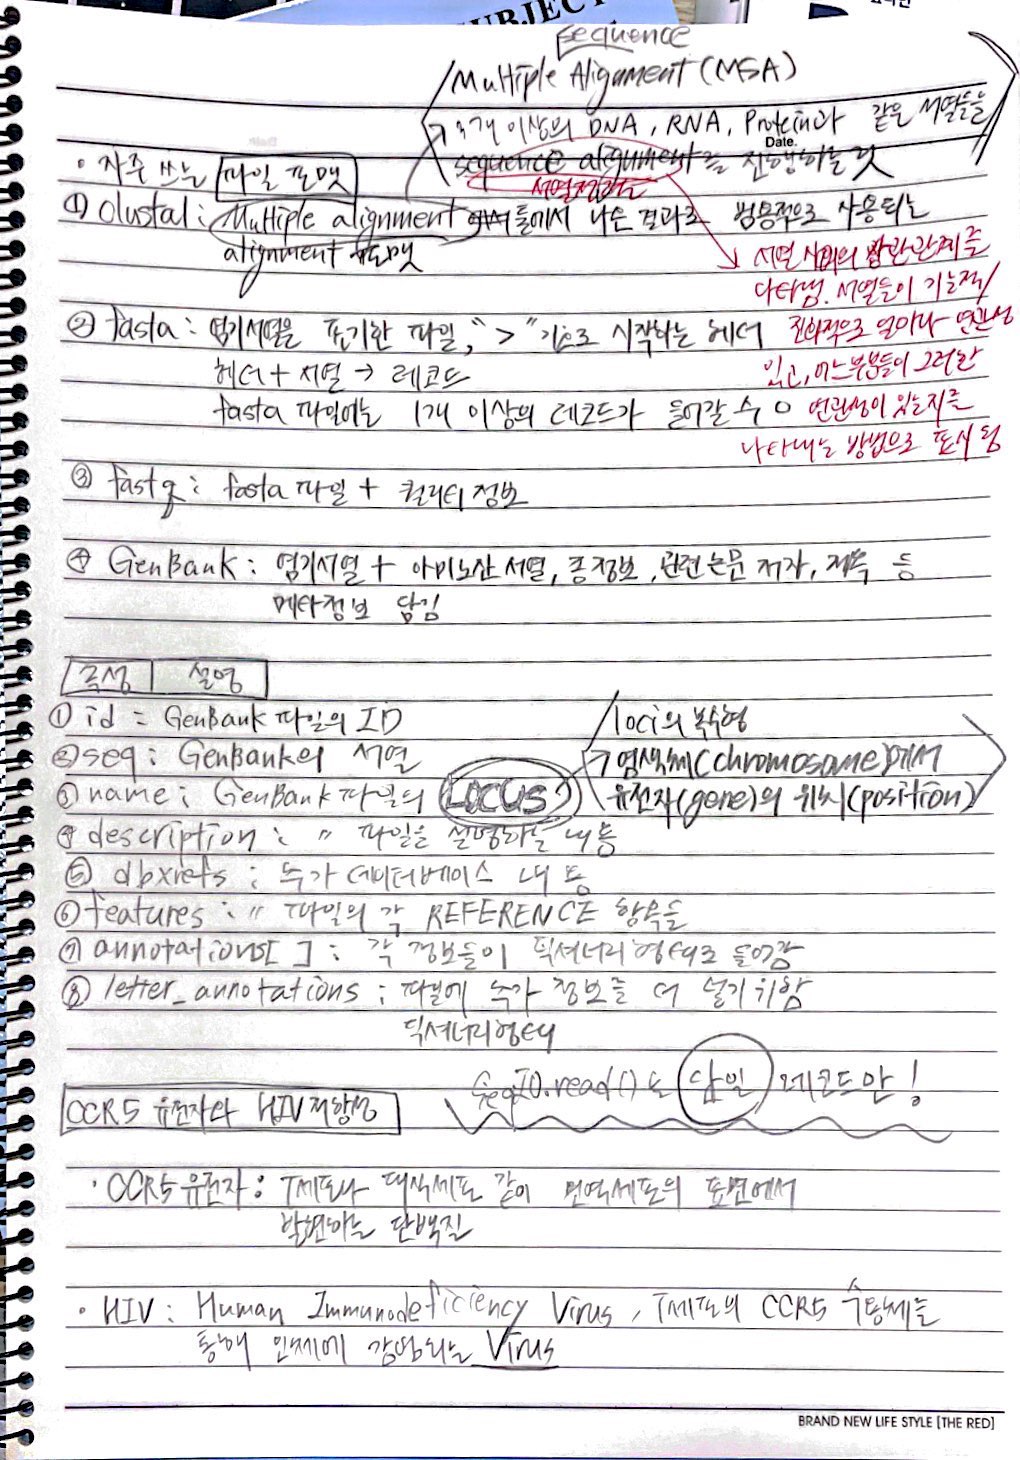 SUBJECT
Sequence
Multiple Alignment (MSA)
→ 3개 이상의 DNA, RNA, Protein과 같은 서열들을
Date.
sequence alignment를 진행하는 것
서열정렬은
• 자주 쓰는 파일 포맷
① Clustal : Multiple alignment 툴에서 나온 결과로 범용적으로 사용되는
alignment 포맷
→ 서열 사이의 상관관계를
나타냄. 서열들이 기능적/
진화적으로 얼마나 연관성
있고, 어느부분들이 그러한
연관성이 있는지를
나타내는 방법으로 표시 됨
② fasta : 염기서열을 표기한 파일, ">" 기호로 시작하는 헤더
헤더 + 서열 → 레코드
fasta 파일에는 1개 이상의 레코드가 들어갈 수 O
③ fastq : fasta 파일 + 퀄리티 정보
④ GenBank : 염기서열 + 아미노산 서열, 종정보, 관련논문 저자, 제목 등
메타정보 담김
속성 설명
① id : GenBank 파일의 ID
② seq : GenBank의 서열
③ name : GenBank 파일의 LOCUS
loci의 복수형
→ 염색체(chromosome)에서
유전자(gene)의 위치(position)
④ description : 〃 파일을 설명하는 내용
⑤ dbxrefs : 추가 데이터베이스 내용
⑥ features : 〃 파일의 각 REFERENCE 항목들
⑦ annotations[ ] : 각 정보들이 딕셔너리형태로 들어감
⑧ letter_annotations : 파일에 추가 정보를 더 넣기 위함
딕셔너리형태
SeqIO.read()는 단일 레코드만!
CCR5 유전자와 HIV 저항성
• CCR5 유전자 : T세포나 대식세포 같이 면역세포의 표면에서
발현하는 단백질
• HIV : Human Immunodeficiency Virus, T세포의 CCR5 수용체를
통해 인체에 감염되는 Virus
BRAND NEW LIFE STYLE [THE RED]